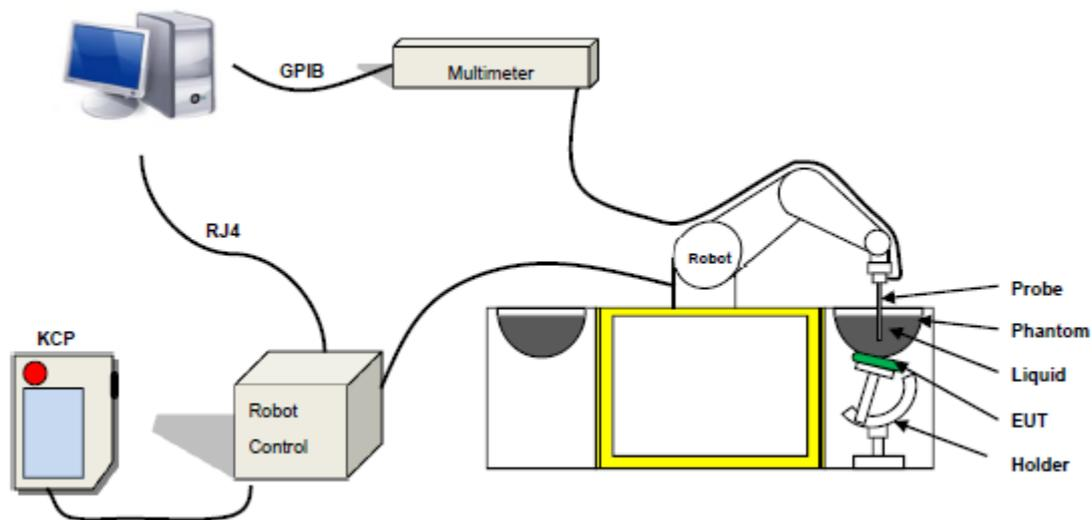 GPIB
Multimeter
RJ4
Robot
Probe
Phantom
Liquid
EUT
Holder
KCP
Robot
Control